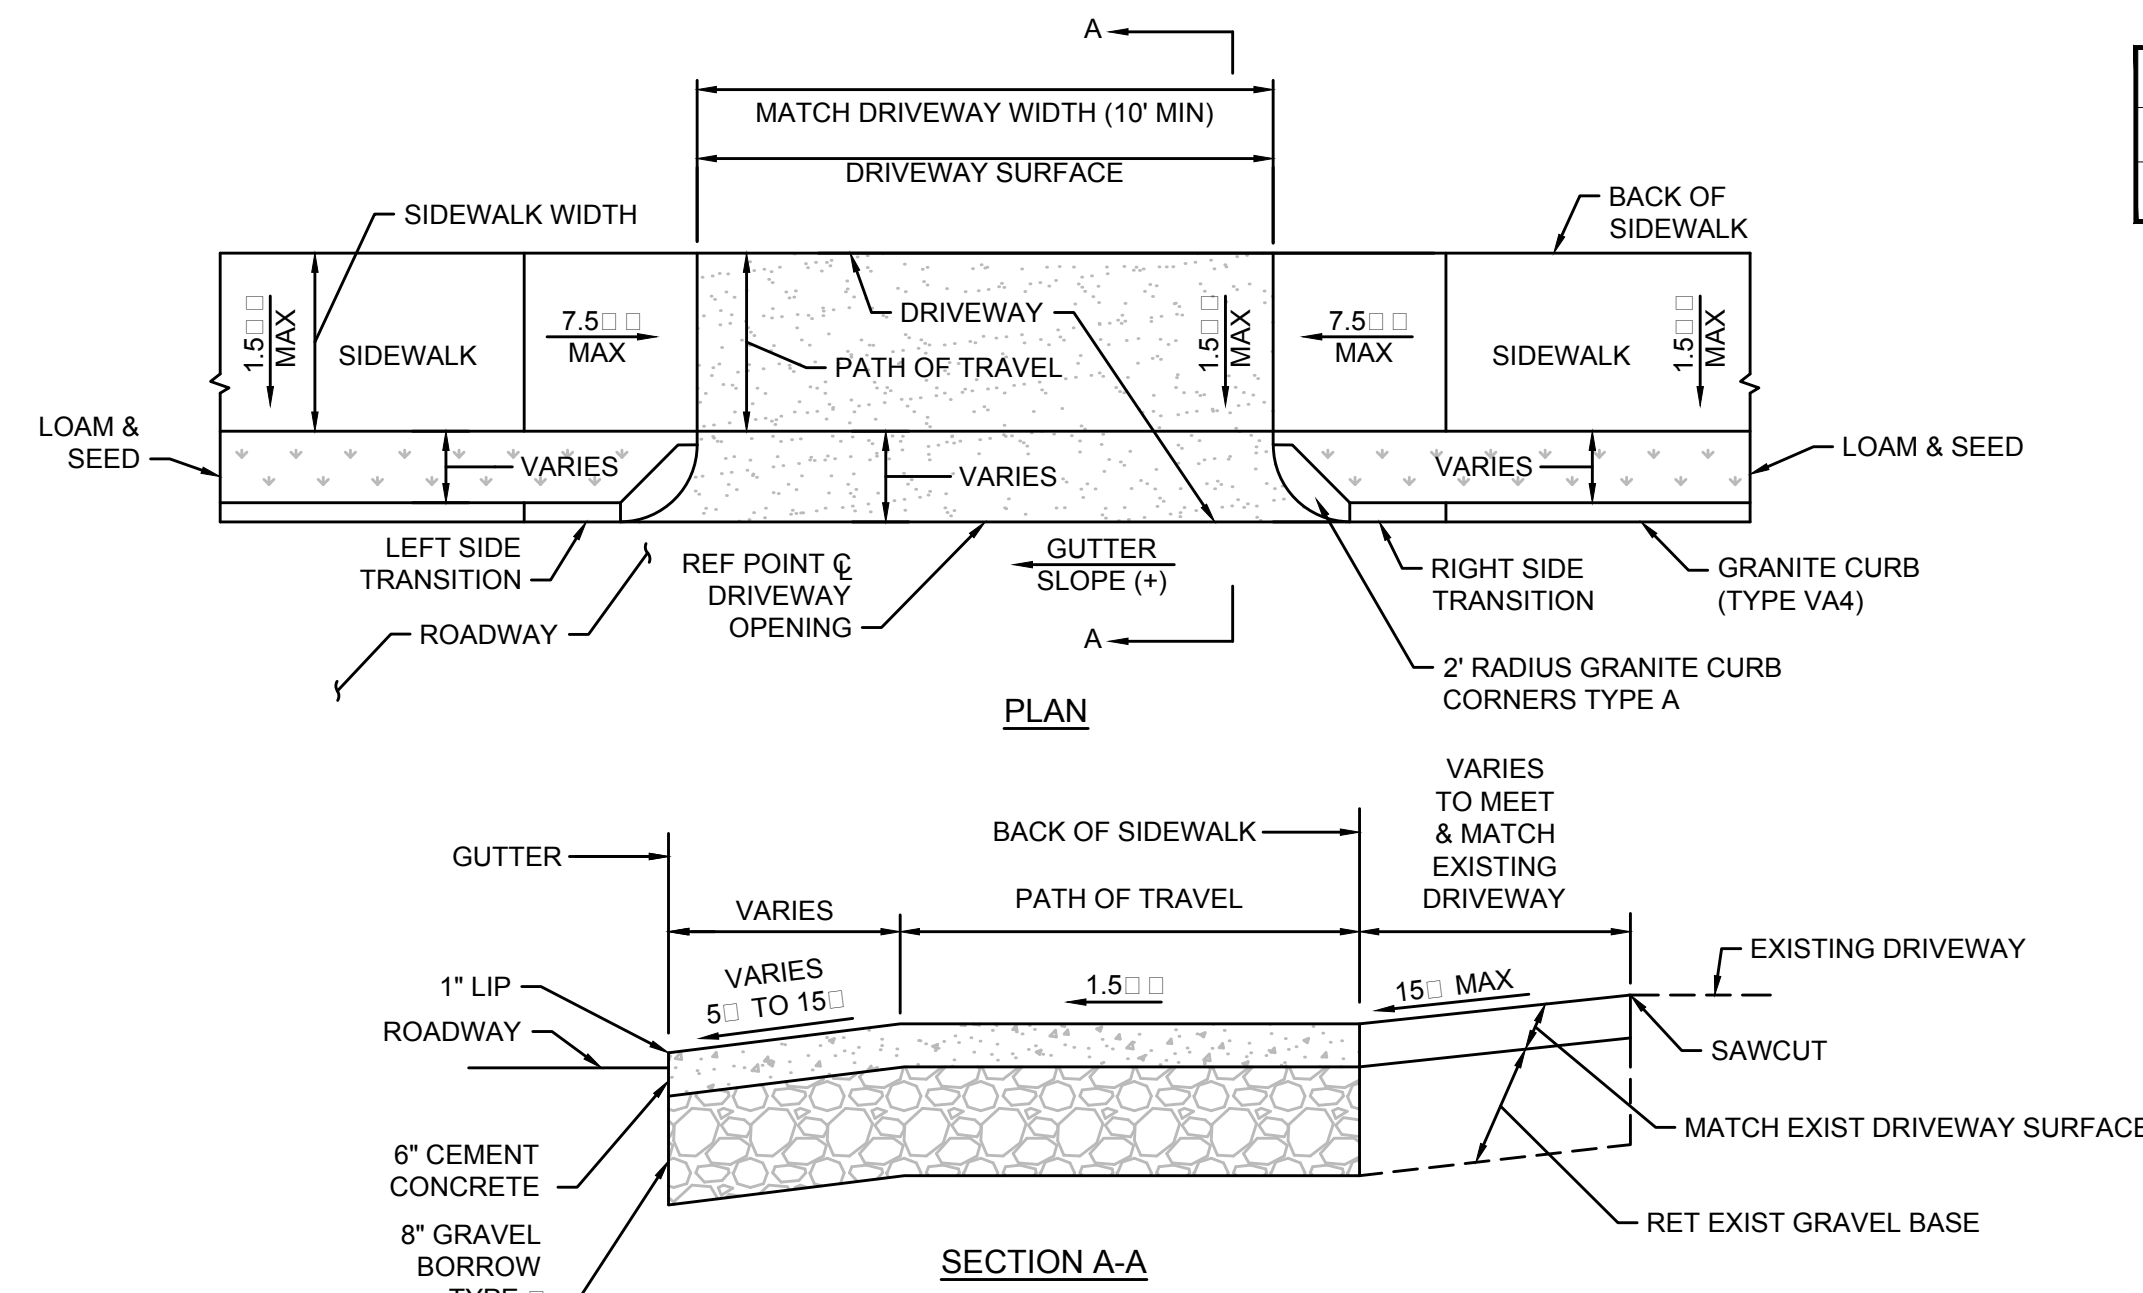 A
MATCH DRIVEWAY WIDTH (10' MIN)
DRIVEWAY SURFACE
SIDEWALK WIDTH
BACK OF
SIDEWALK
1.5□ □
MAX
SIDEWALK
7.5□ □
MAX
DRIVEWAY
PATH OF TRAVEL
1.5□ □
MAX
7.5□ □
MAX
SIDEWALK
1.5□ □
MAX
LOAM &
SEED
VARIES
VARIES
VARIES
LOAM & SEED
LEFT SIDE
TRANSITION
ROADWAY
REF POINT ℄
DRIVEWAY
OPENING
GUTTER
SLOPE (+)
A
RIGHT SIDE
TRANSITION
GRANITE CURB
(TYPE VA4)
2' RADIUS GRANITE CURB
CORNERS TYPE A
PLAN
GUTTER
BACK OF SIDEWALK
VARIES
TO MEET
& MATCH
EXISTING
DRIVEWAY
VARIES
PATH OF TRAVEL
1" LIP
ROADWAY
VARIES
5□ TO 15□
1.5□ □
15□ MAX
EXISTING DRIVEWAY
SAWCUT
MATCH EXIST DRIVEWAY SURFACE
RET EXIST GRAVEL BASE
6" CEMENT
CONCRETE
8" GRAVEL
BORROW
TYPE □
SECTION A-A